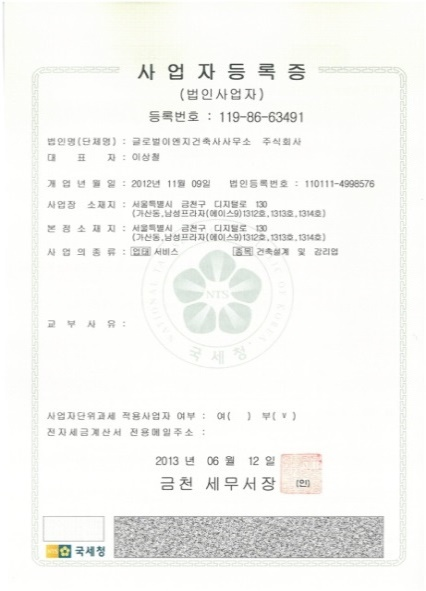 사업자등록증
(법인사업자)
등록번호 : 119-86-63491
법인명(단체명) : 글로벌이엔지건축사사무소 주식회사
대 표 자 : 이상철
개업년월일 : 2012년 11월 09일 법인등록번호 : 110111-4998576
사업장 소재지 : 서울특별시 금천구 디지털로 130
(가산동,남성프라자(에이스9)1312호,1313호,1314호)
본점소재지 : 서울특별시 금천구 디지털로 130
(가산동,남성프라자(에이스9)1312호,1313호,1314호)
사업의종류 : 업태 서비스 종목 건축설계 및 감리업
NTS
국세청
교 부 사 유 :
사업자단위과세 적용사업자 여부 : 여( ) 부( v )
전자세금계산서 전용메일주소 :
2013 년 06 월 12 일
금천 세무서장 (인)
국세청